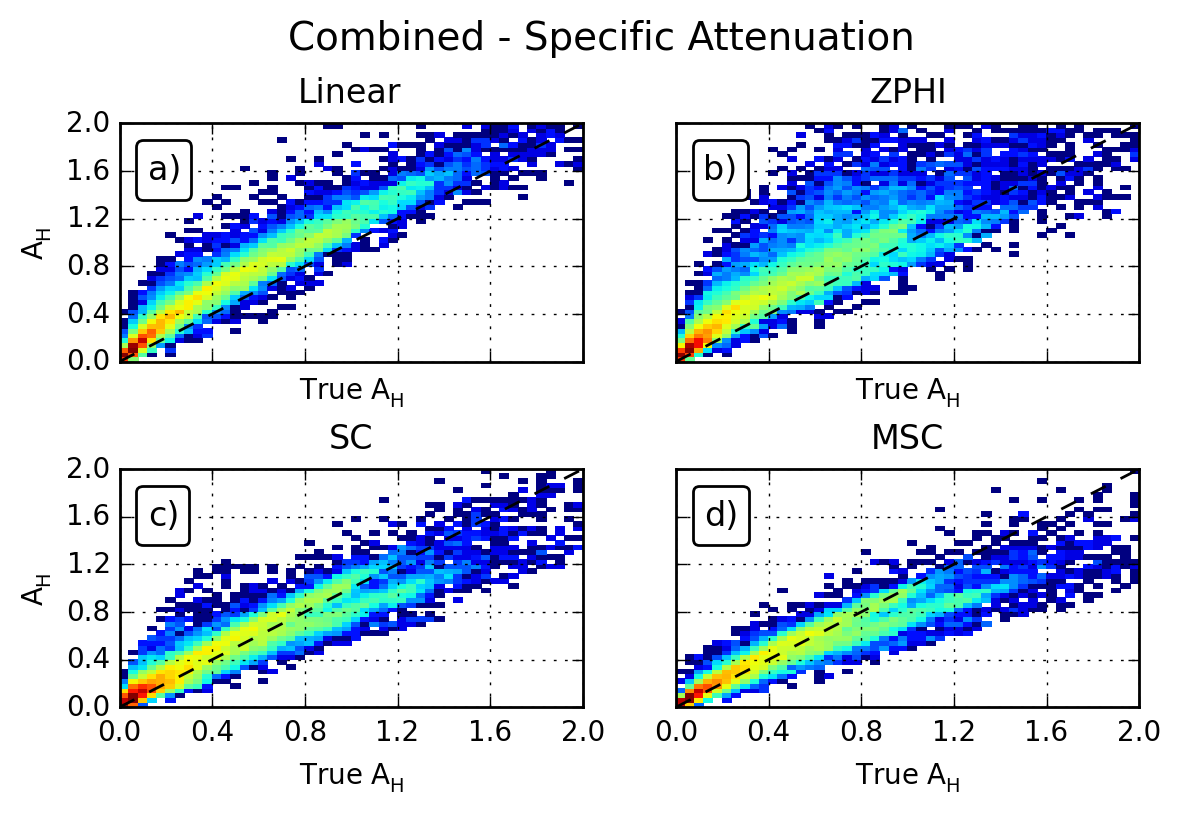 Combined - Specific Attenuation
Linear
ZPHI
2.0
1.6
1.2
0.8
0.4
0.0
A_H
a)
b)
True A_H
True A_H
SC
MSC
2.0
1.6
1.2
0.8
0.4
0.0
A_H
c)
d)
0.0 0.4 0.8 1.2 1.6 2.0
0.0 0.4 0.8 1.2 1.6 2.0
True A_H
True A_H